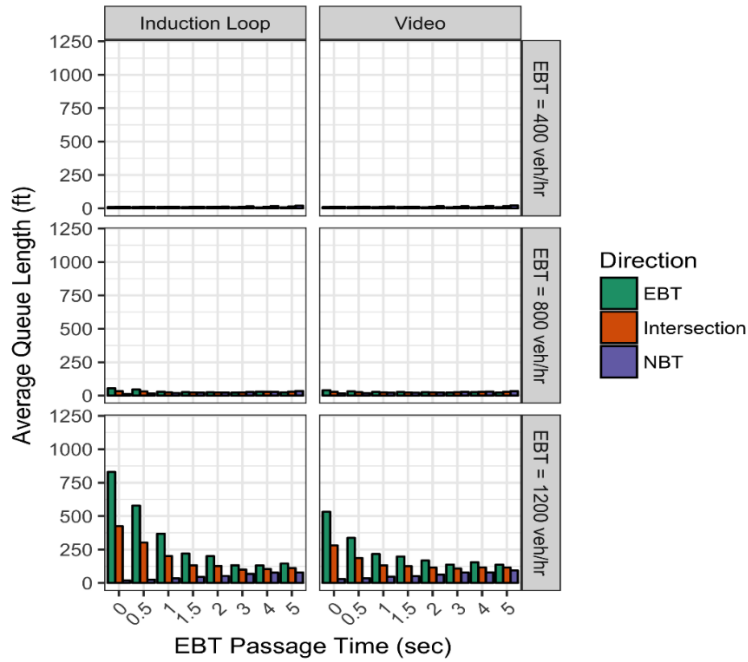 Induction Loop
Video
Average Queue Length (ft)
1250
1000
750
500
250
0
EBT = 400 veh/hr
1250
1000
750
500
250
0
EBT = 800 veh/hr
1250
1000
750
500
250
0
EBT = 1200 veh/hr
0 0.5 1 1.5 2 3 4 5
0 0.5 1 1.5 2 3 4 5
EBT Passage Time (sec)
Direction
EBT
Intersection
NBT